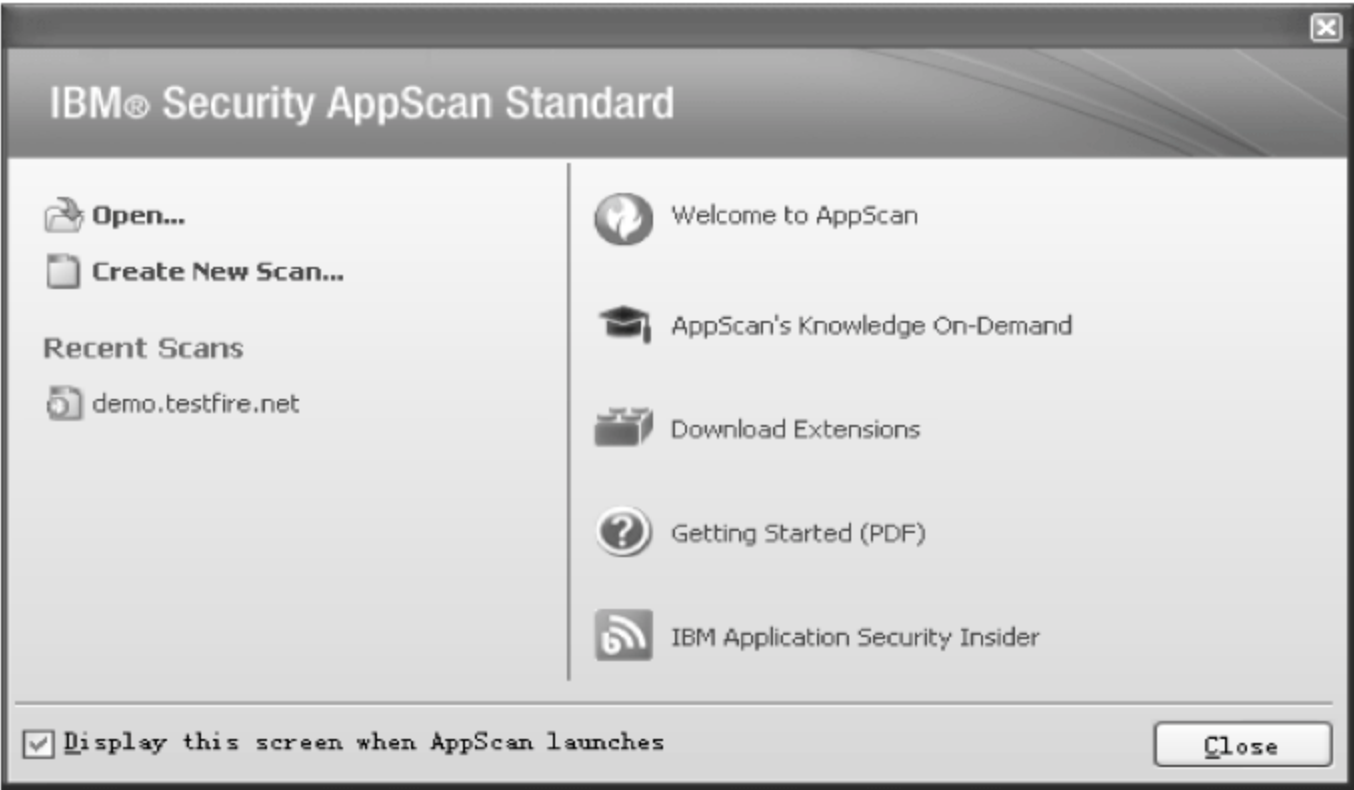 IBM® Security AppScan Standard
Open...
Create New Scan...
Recent Scans
demo.testfire.net
Welcome to AppScan
AppScan's Knowledge On-Demand
Download Extensions
Getting Started (PDF)
IBM Application Security Insider
Display this screen when AppScan launches
Close